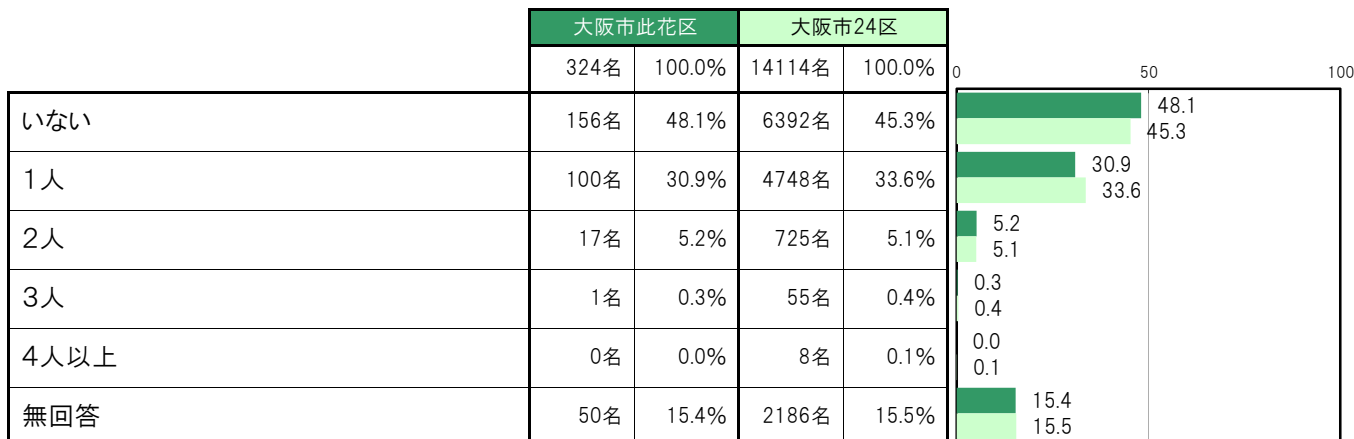 大阪市此花区 大阪市24区
324名 100.0% 14114名 100.0% 0 50 100
いない 156名 48.1% 6392名 45.3% 48.1
45.3
1人 100名 30.9% 4748名 33.6% 30.9
33.6
2人 17名 5.2% 725名 5.1% 5.2
5.1
3人 1名 0.3% 55名 0.4% 0.3
0.4
4人以上 0名 0.0% 8名 0.1% 0.0
0.1
無回答 50名 15.4% 2186名 15.5% 15.4
15.5